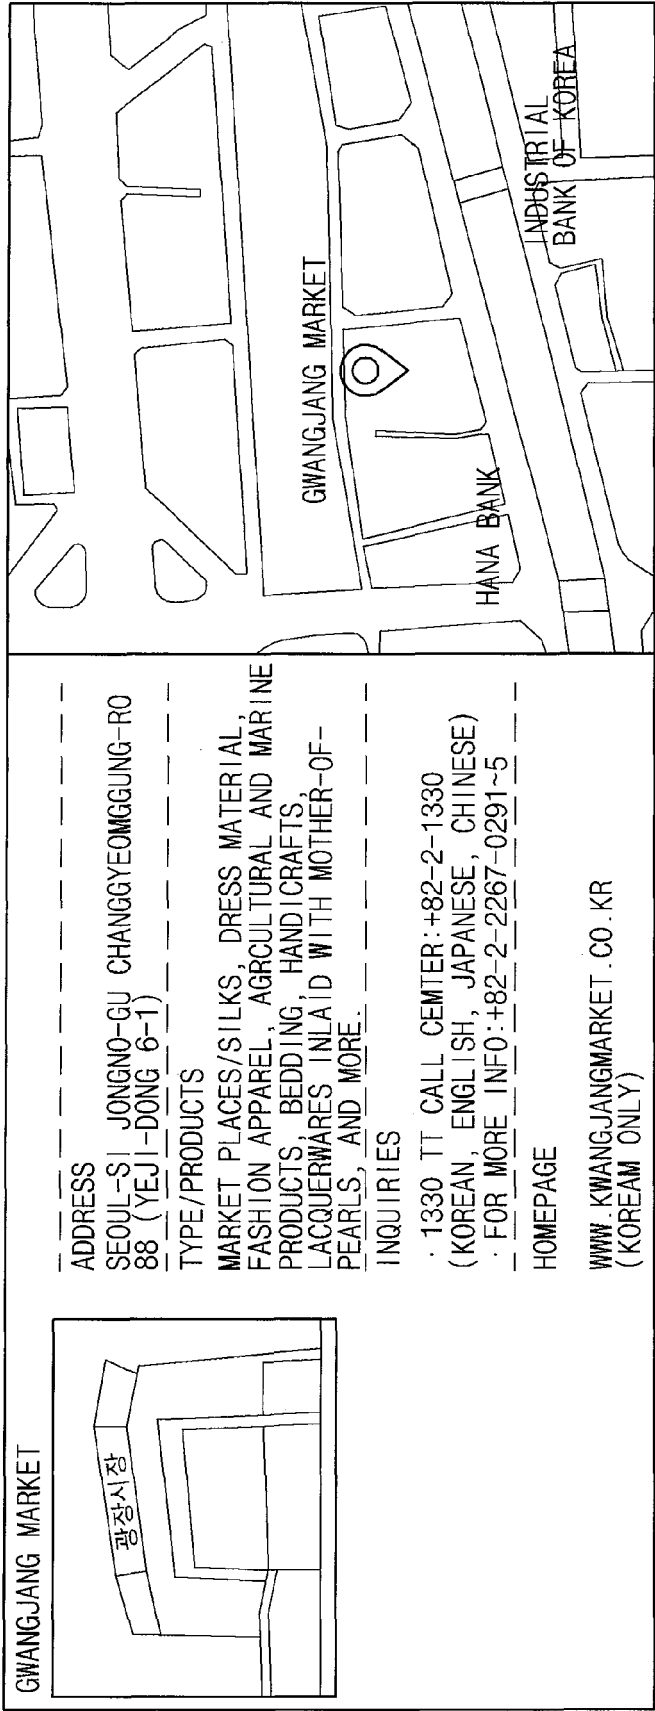 GWANGJANG MARKET
광장시장
ADDRESS
SEOUL-SI JONGNO-GU CHANGGYEOMGGUNG-RO
88 (YEJI-DONG 6-1)
TYPE/PRODUCTS
MARKET PLACES/SILKS, DRESS MATERIAL,
FASHION APPAREL, AGRCULTURAL AND MARINE
PRODUCTS, BEDDING, HANDICRAFTS,
LACQUERWARES INLAID WITH MOTHER-OF-
PEARLS, AND MORE.
INQUIRIES
· 1330 TT CALL CEMTER:+82-2-1330
(KOREAN, ENGLISH, JAPANESE, CHINESE)
· FOR MORE INFO:+82-2-2267-0291~5
HOMEPAGE
WWW.KWANGJANGMARKET.CO.KR
(KOREAM ONLY)
GWANGJANG MARKET
HANA BANK
INDUSTRIAL
BANK OF KOREA